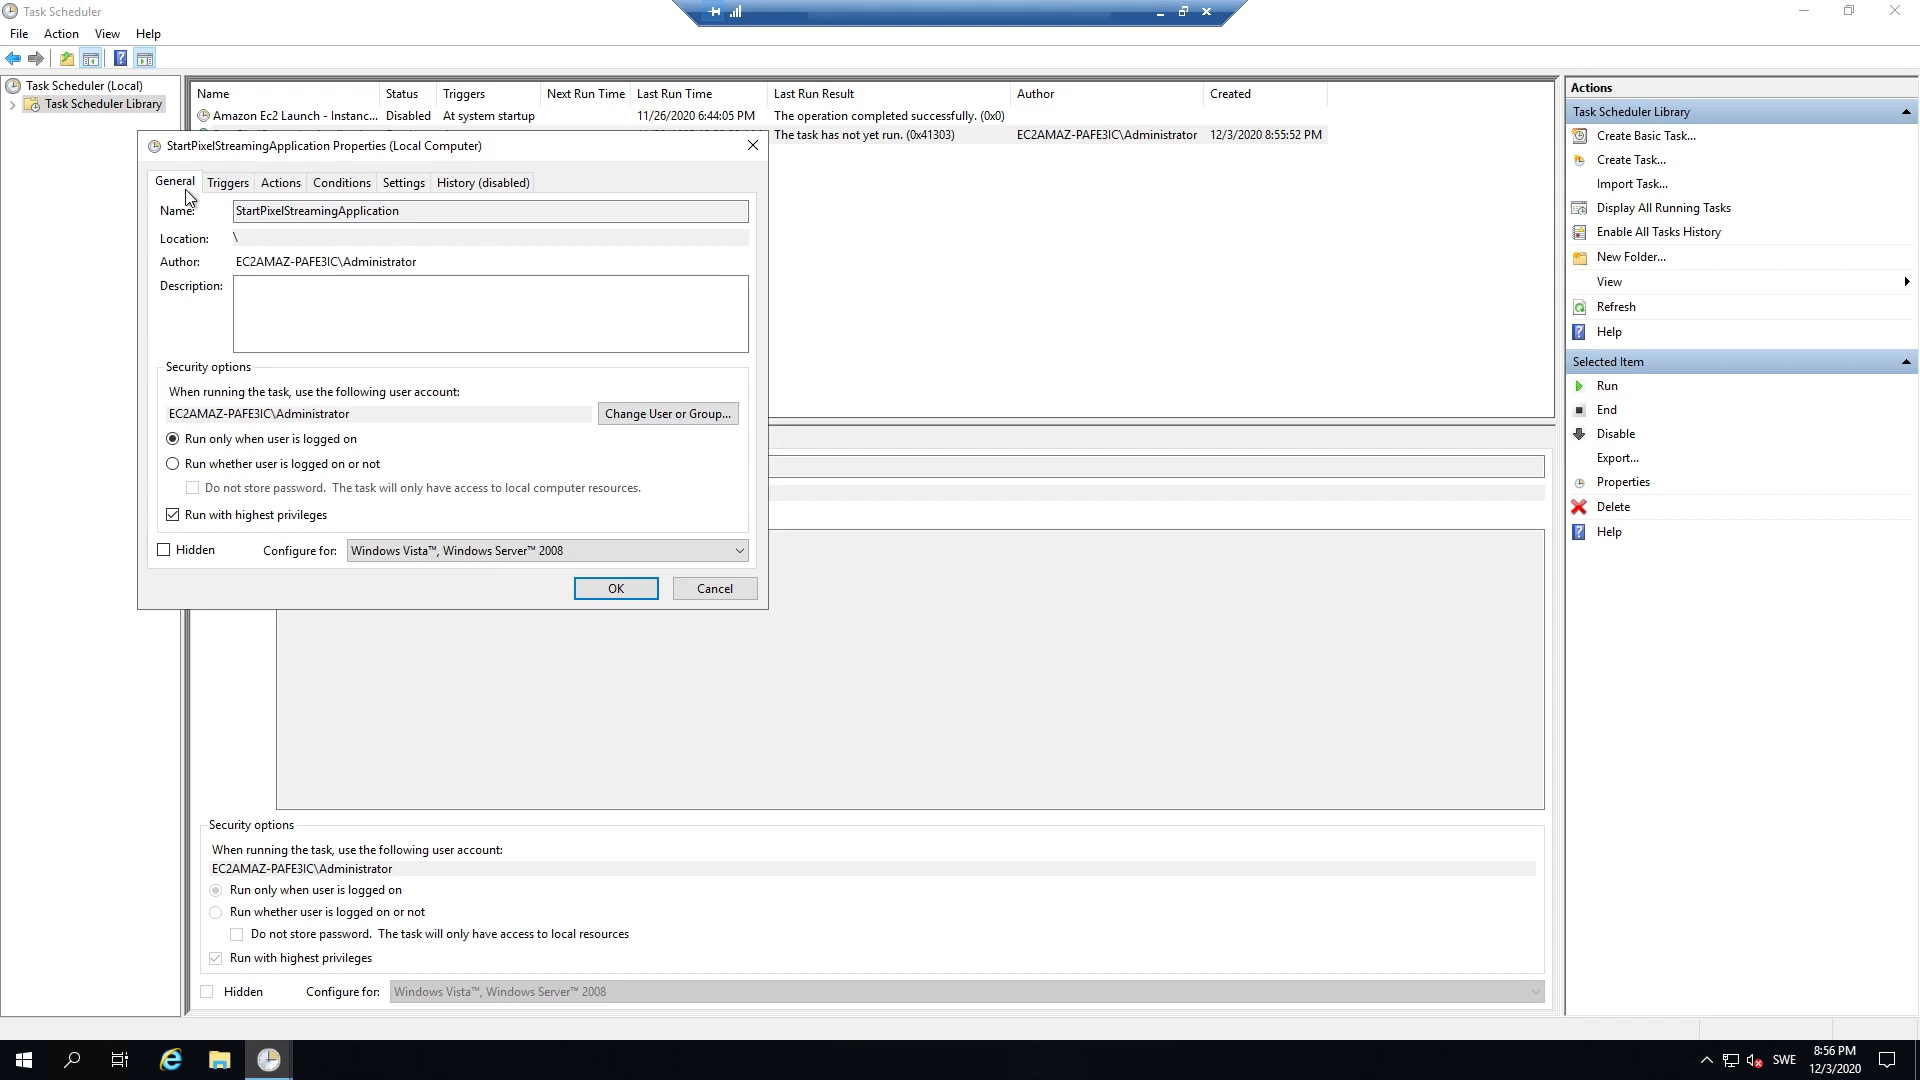 Task Scheduler
File Action View Help
Task Scheduler (Local)
Task Scheduler Library
Name Status Triggers Next Run Time Last Run Time Last Run Result Author Created
Amazon Ec2 Launch - Instanc... Disabled At system startup 11/26/2020 6:44:05 PM The operation completed successfully. (0x0)
The task has not yet run. (0x41303) EC2AMAZ-PAFE3IC\Administrator 12/3/2020 8:55:52 PM
StartPixelStreamingApplication Properties (Local Computer)
General Triggers Actions Conditions Settings History (disabled)
Name: StartPixelStreamingApplication
Location: \
Author: EC2AMAZ-PAFE3IC\Administrator
Description:
Security options
When running the task, use the following user account:
EC2AMAZ-PAFE3IC\Administrator Change User or Group...
Run only when user is logged on
Run whether user is logged on or not
Do not store password. The task will only have access to local computer resources.
Run with highest privileges
Hidden Configure for: Windows Vista™, Windows Server™ 2008
OK Cancel
Security options
When running the task, use the following user account:
EC2AMAZ-PAFE3IC\Administrator
Run only when user is logged on
Run whether user is logged on or not
Do not store password. The task will only have access to local resources
Run with highest privileges
Hidden Configure for: Windows Vista™, Windows Server™ 2008
Actions
Task Scheduler Library
Create Basic Task...
Create Task...
Import Task...
Display All Running Tasks
Enable All Tasks History
New Folder...
View
Refresh
Help
Selected Item
Run
End
Disable
Export...
Properties
Delete
Help
SWE
8:56 PM
12/3/2020